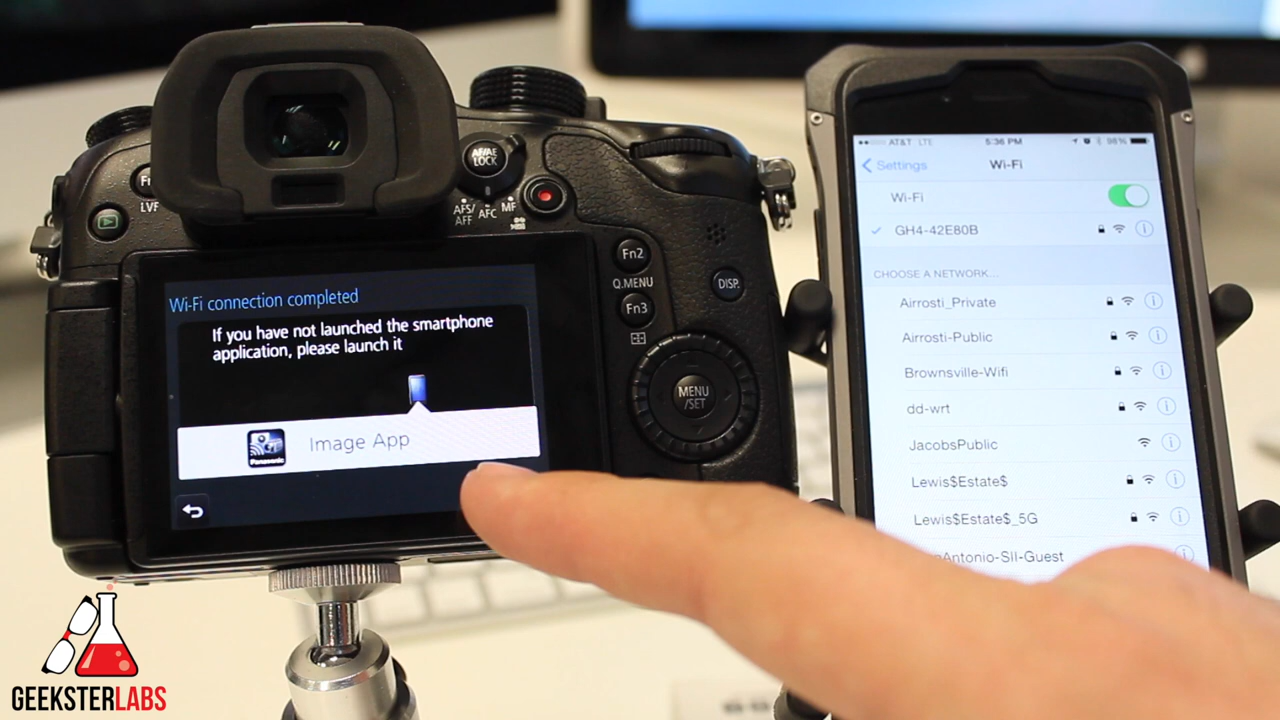 AF/AE
LOCK
Fn
LVF
AFS/
AFF
AFC
MF
Fn2
Q.MENU
Fn3
DISP.
MENU
/SET
Wi-Fi connection completed
If you have not launched the smartphone
application, please launch it
Image App
Panasonic
AT&T LTE 5:36 PM 98%
Settings Wi-Fi
Wi-Fi
GH4-42E80B
CHOOSE A NETWORK...
Airrosti_Private
Airrosti-Public
Brownsville-Wifi
dd-wrt
JacobsPublic
Lewis$Estate$
Lewis$Estate$_5G
Antonio-SII-Guest
GEEKSTERLABS